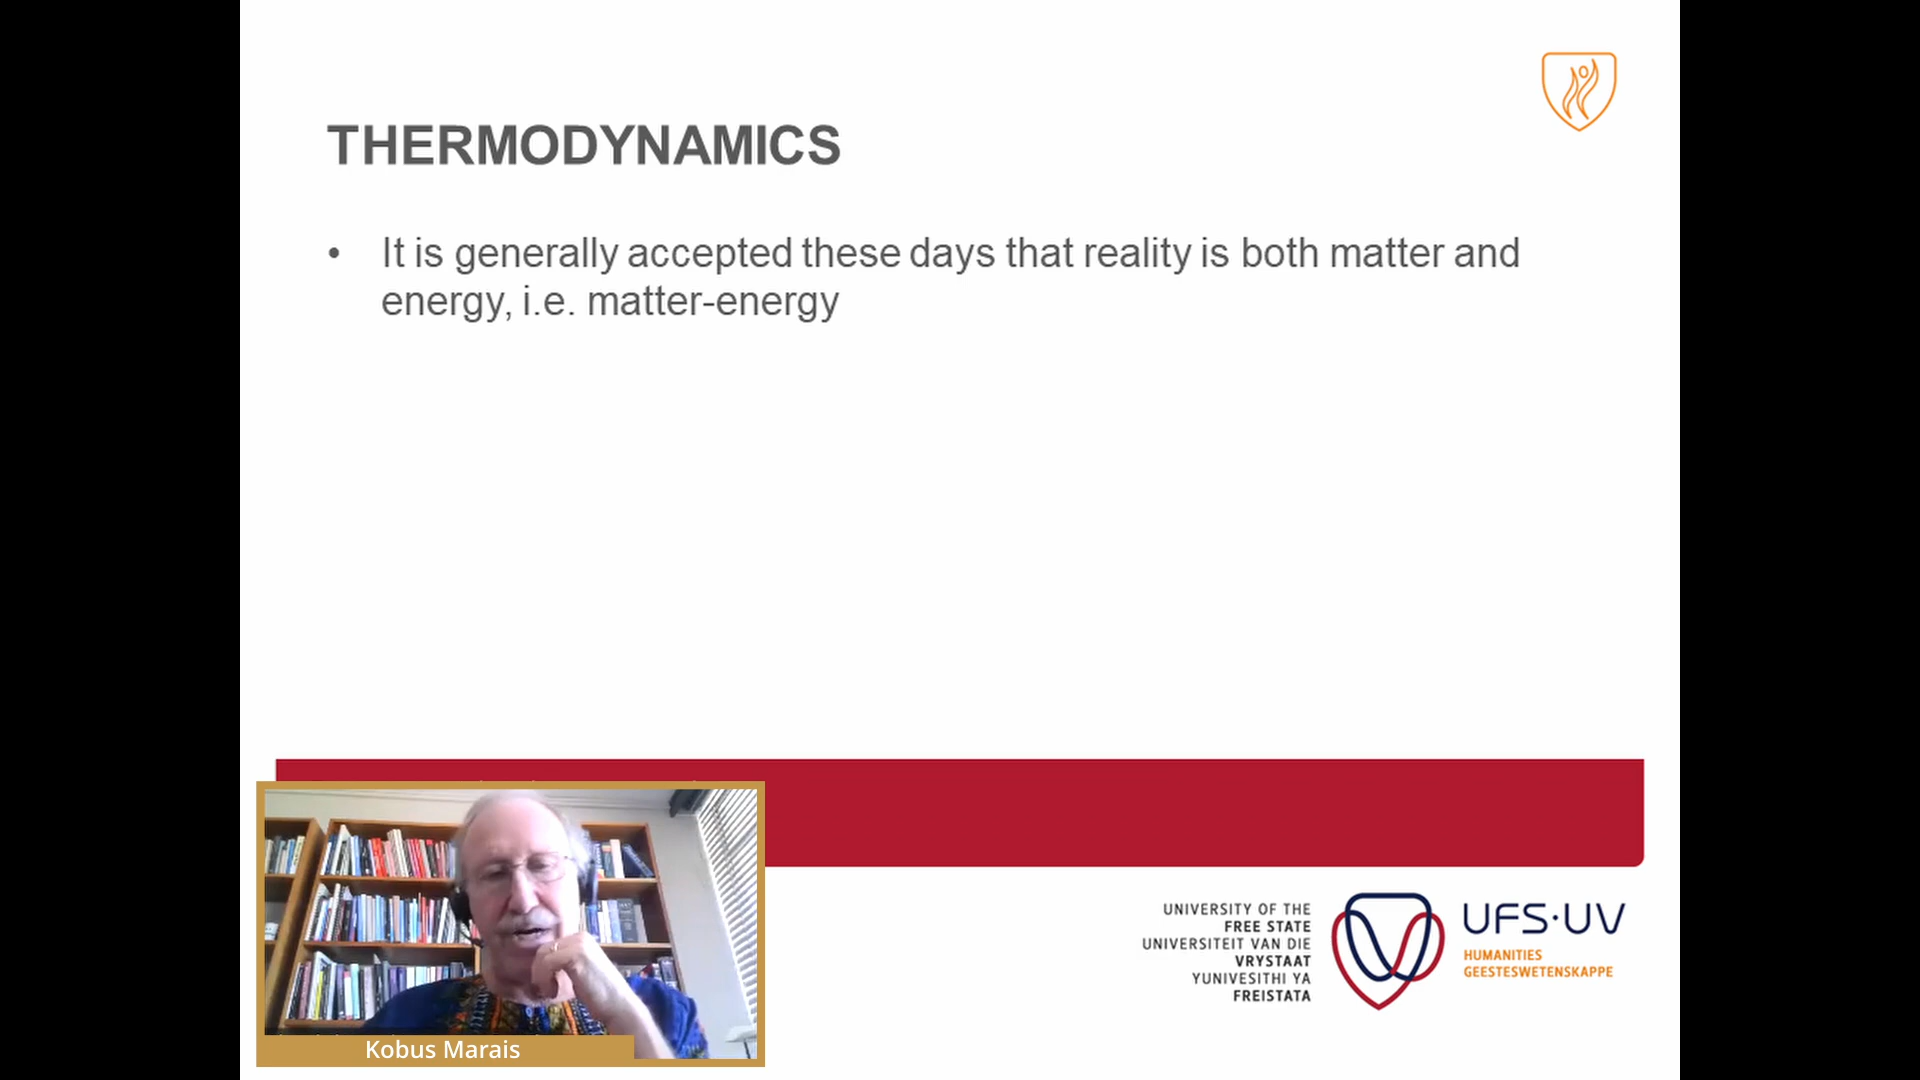 THERMODYNAMICS
• It is generally accepted these days that reality is both matter and
energy, i.e. matter-energy
UNIVERSITY OF THE
FREE STATE
UNIVERSITEIT VAN DIE
VRYSTAAT
YUNIVESITHI YA
FREISTATA
UFS·UV
HUMANITIES
GEESTESWETENSKAPPE
Kobus Marais